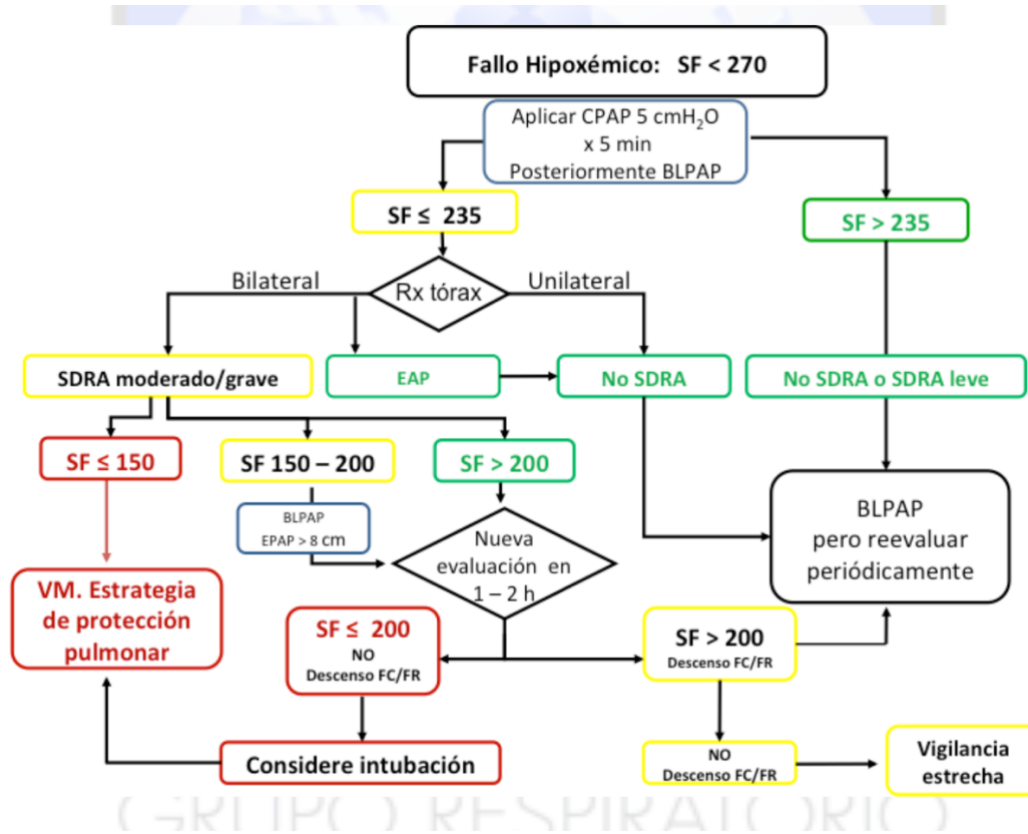 Fallo Hipoxémico: SF < 270
Aplicar CPAP 5 cmH₂O
x 5 min
Posteriormente BLPAP
SF ≤ 235
SF > 235
Bilateral
Rx tórax
Unilateral
SDRA moderado/grave
EAP
No SDRA
No SDRA o SDRA leve
SF ≤ 150
SF 150 – 200
SF > 200
BLPAP
EPAP > 8 cm
Nueva
evaluación en
1 – 2 h
BLPAP
pero reevaluar
periódicamente
VM. Estrategia
de protección
pulmonar
SF ≤ 200
NO
Descenso FC/FR
SF > 200
Descenso FC/FR
Considere intubación
NO
Descenso FC/FR
Vigilancia
estrecha
GRUPO RESPIRATORIO